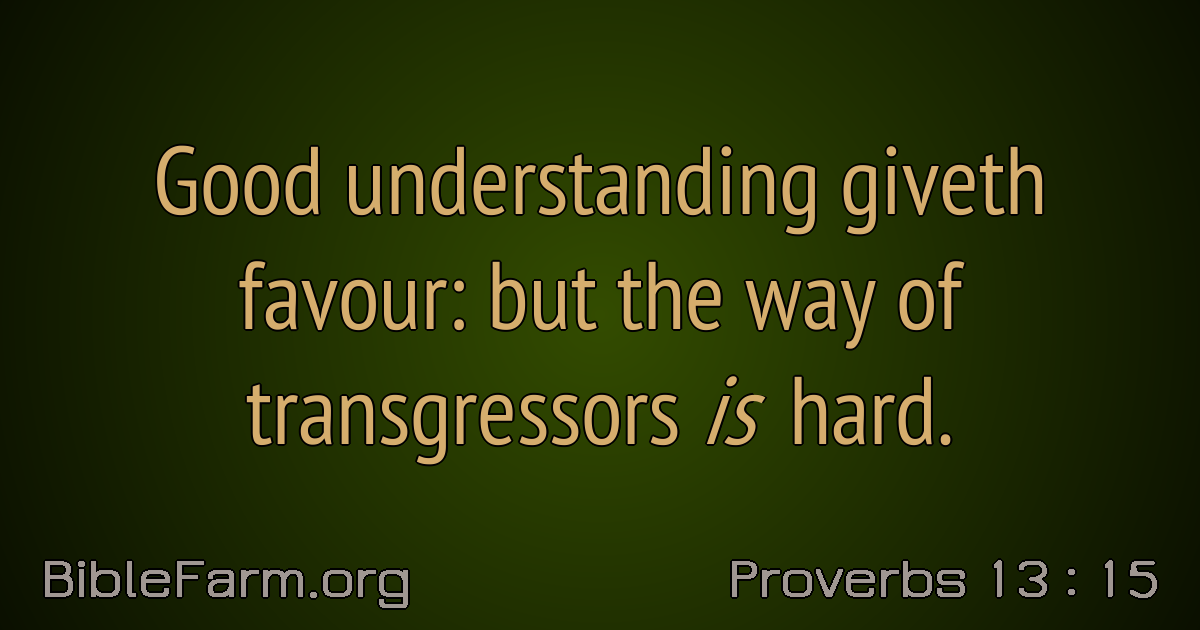 Good understanding giveth
favour: but the way of
transgressors is hard.
BibleFarm.org
Proverbs 13 : 15